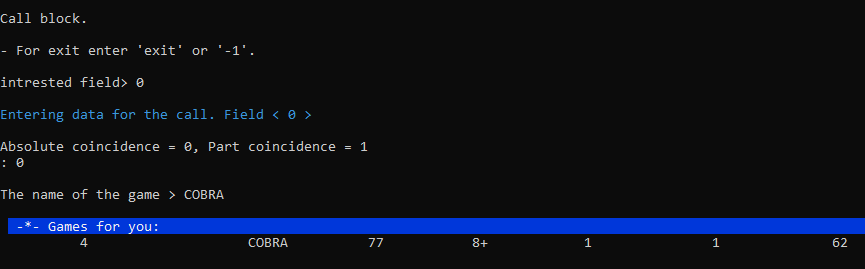 Call block.
- For exit enter 'exit' or '-1'.
intrested field> 0
Entering data for the call. Field < 0 >
Absolute coincidence = 0, Part coincidence = 1
: 0
The name of the game > COBRA
-*- Games for you:
4 COBRA 77 8+ 1 1 62